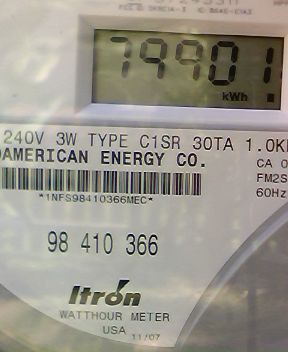 79901
kWh
240V 3W TYPE C1SR 30TA 1.0K
AMERICAN ENERGY CO.
CA 0
FM2S
60Hz
*1NFS98410366MEC*
98 410 366
Itron
WATTHOUR METER
USA 11/07